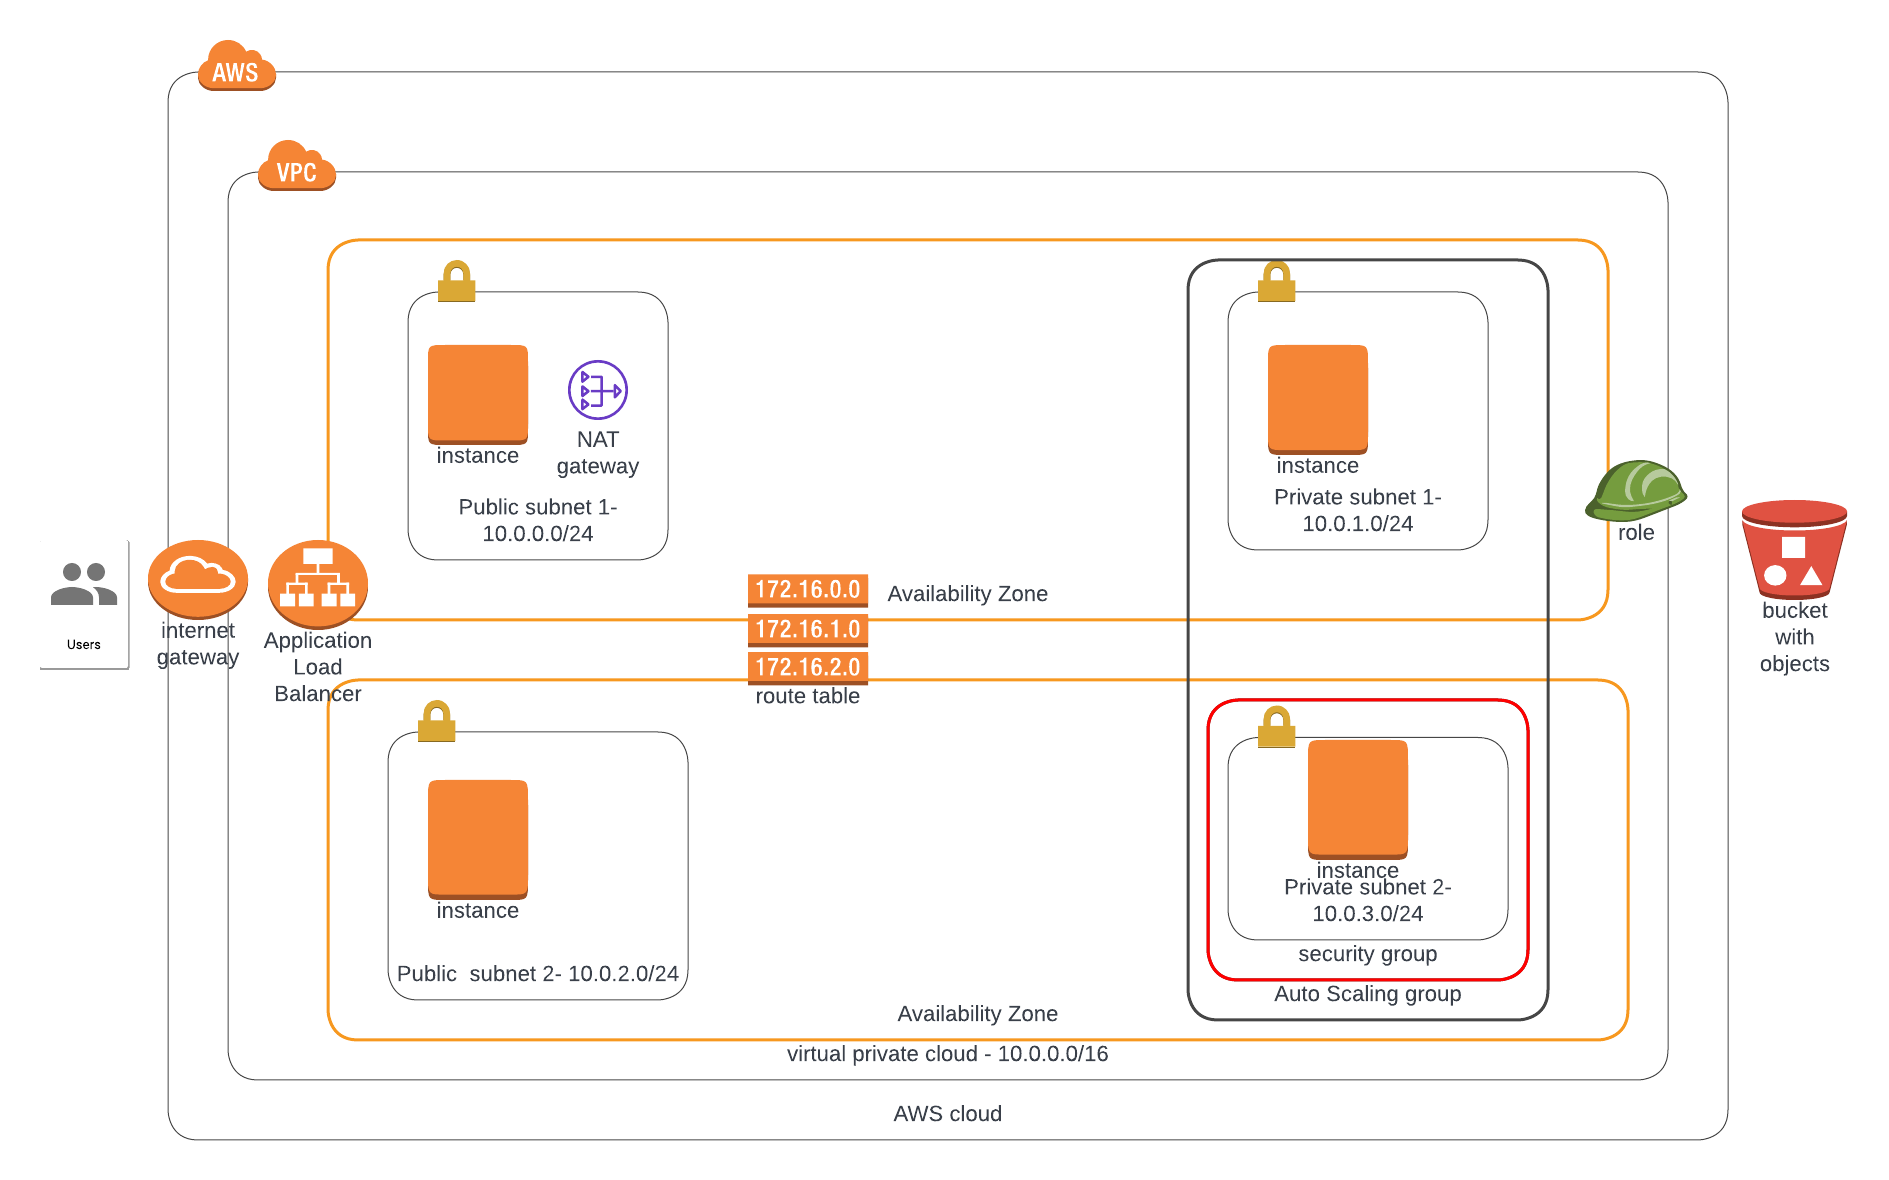 AWS
VPC
instance
NAT
gateway
Public subnet 1-
10.0.0.0/24
instance
Private subnet 1-
10.0.1.0/24
role
Users
internet
gateway
Application
Load
Balancer
172.16.0.0
172.16.1.0
172.16.2.0
route table
Availability Zone
bucket
with
objects
instance
Public  subnet 2- 10.0.2.0/24
instance
Private subnet 2-
10.0.3.0/24
security group
Auto Scaling group
Availability Zone
virtual private cloud - 10.0.0.0/16
AWS cloud